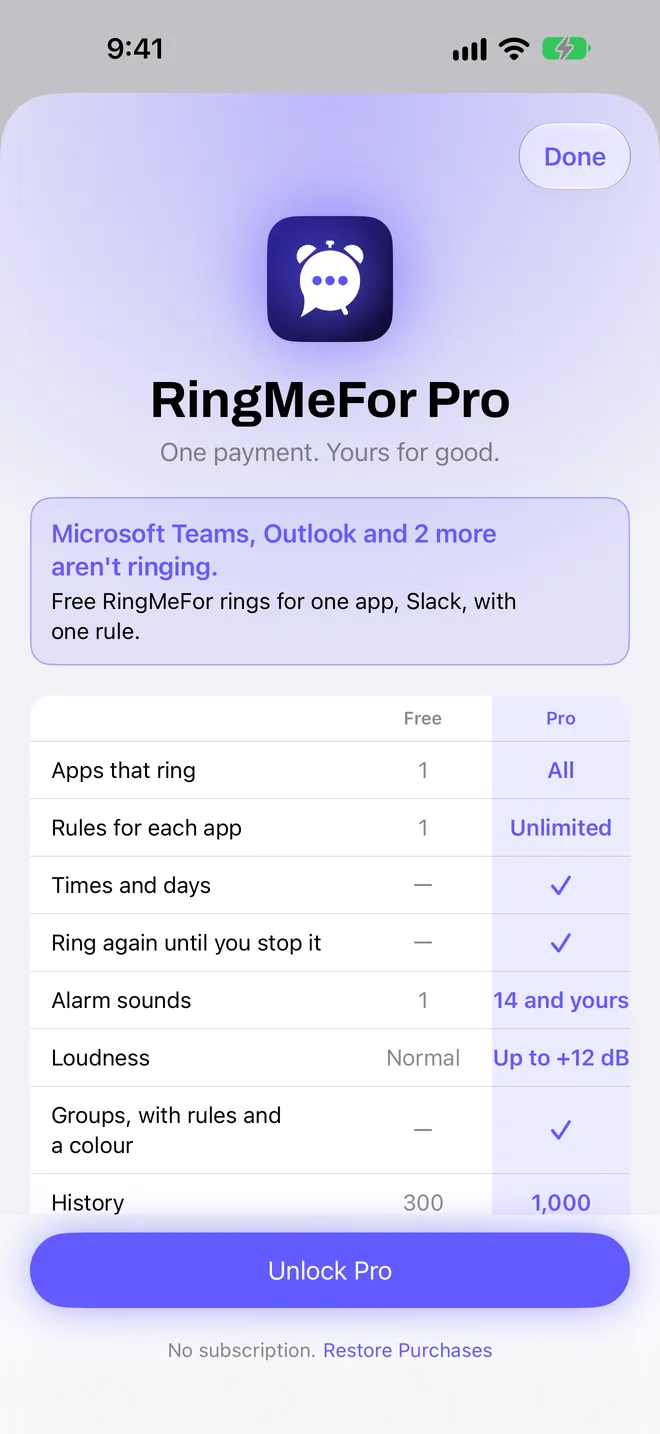 9:41
Done
RingMeFor Pro
One payment. Yours for good.
Microsoft Teams, Outlook and 2 more
aren't ringing.
Free RingMeFor rings for one app, Slack, with
one rule.
Free Pro
Apps that ring 1 All
Rules for each app 1 Unlimited
Times and days — ✓
Ring again until you stop it — ✓
Alarm sounds 1 14 and yours
Loudness Normal Up to +12 dB
Groups, with rules and
a colour — ✓
History 300 1,000
Unlock Pro
No subscription. Restore Purchases